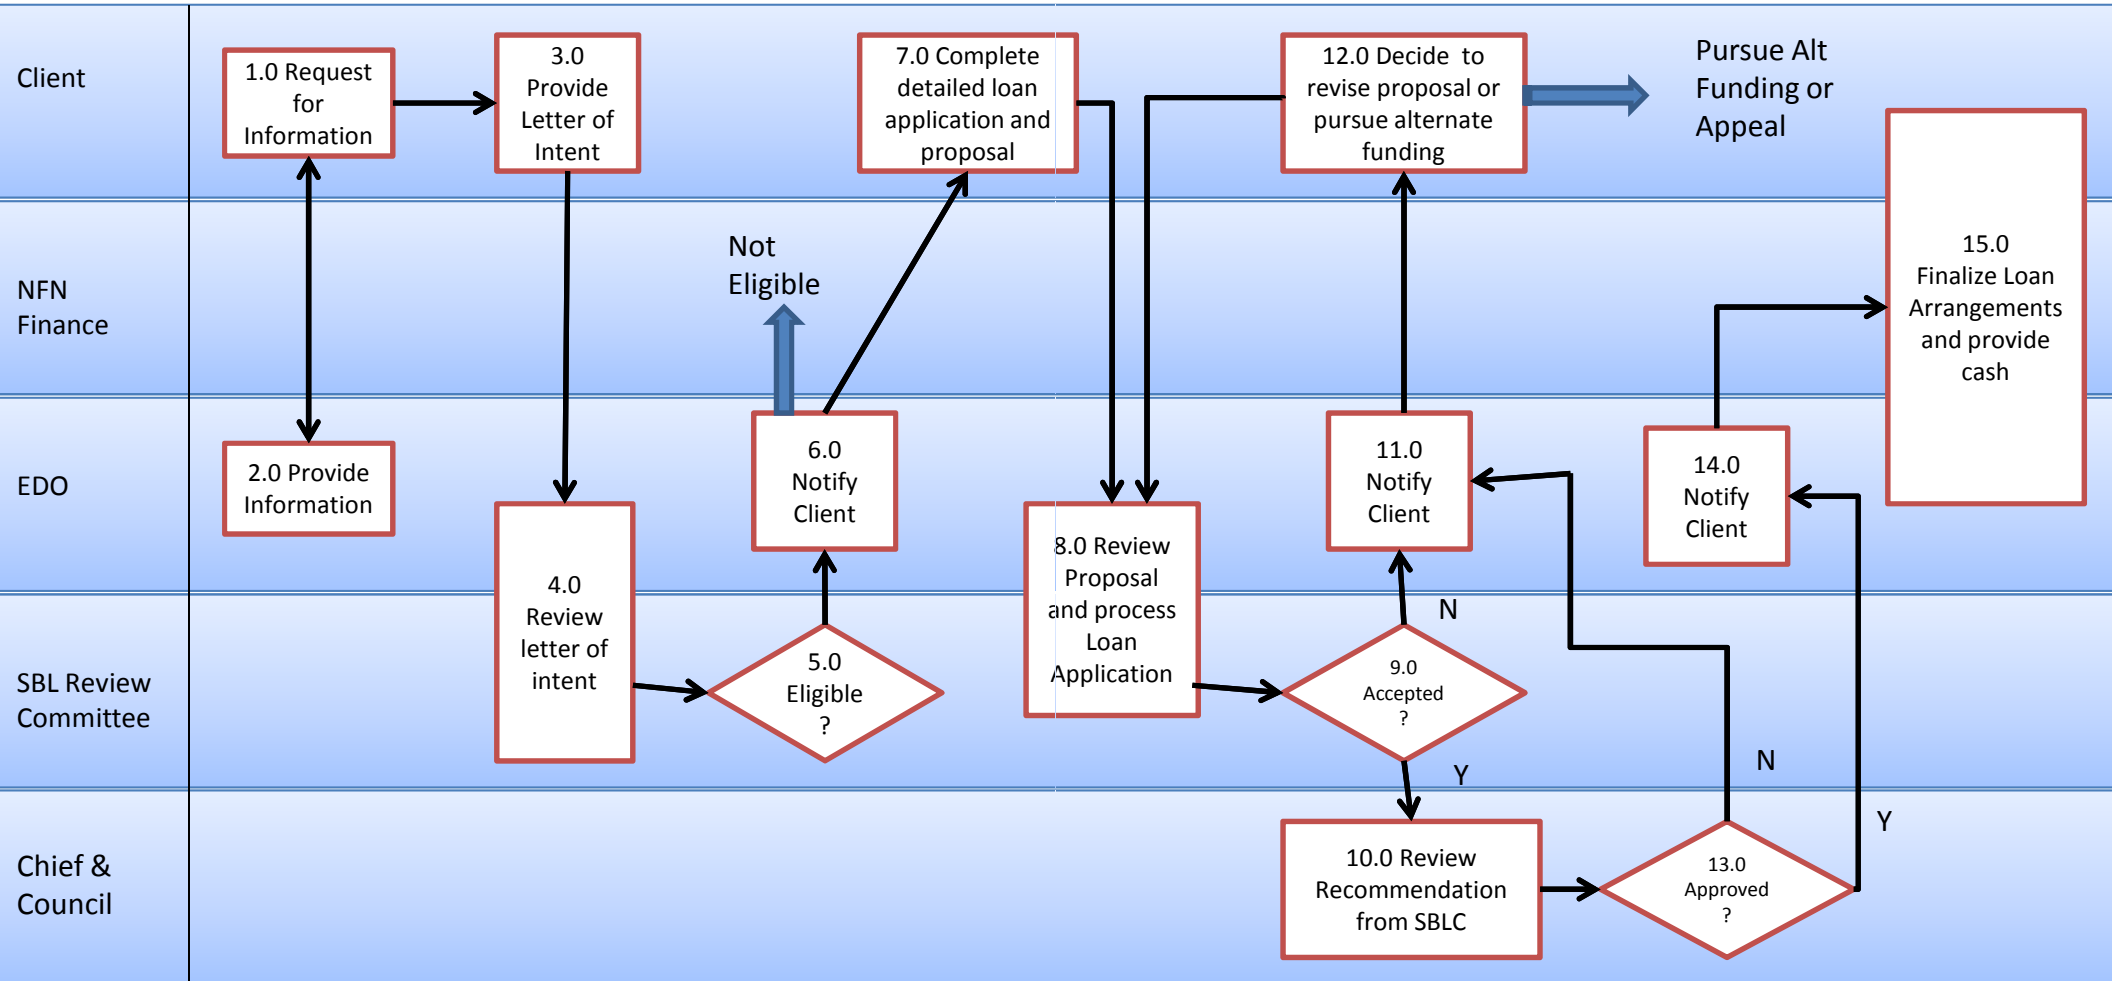 Client
1.0 Request
for
Information
3.0
Provide
Letter of
Intent
7.0 Complete
detailed loan
application and
proposal
12.0 Decide to
revise proposal or
pursue alternate
funding
Pursue Alt
Funding or
Appeal
NFN
Finance
Not
Eligible
15.0
Finalize Loan
Arrangements
and provide
cash
EDO
2.0 Provide
Information
6.0
Notify
Client
11.0
Notify
Client
14.0
Notify
Client
4.0
Review
letter of
intent
8.0 Review
Proposal
and process
Loan
Application
SBL Review
Committee
5.0
Eligible
?
N
9.0
Accepted
?
Y
N
Chief &
Council
10.0 Review
Recommendation
from SBLC
13.0
Approved
?
Y